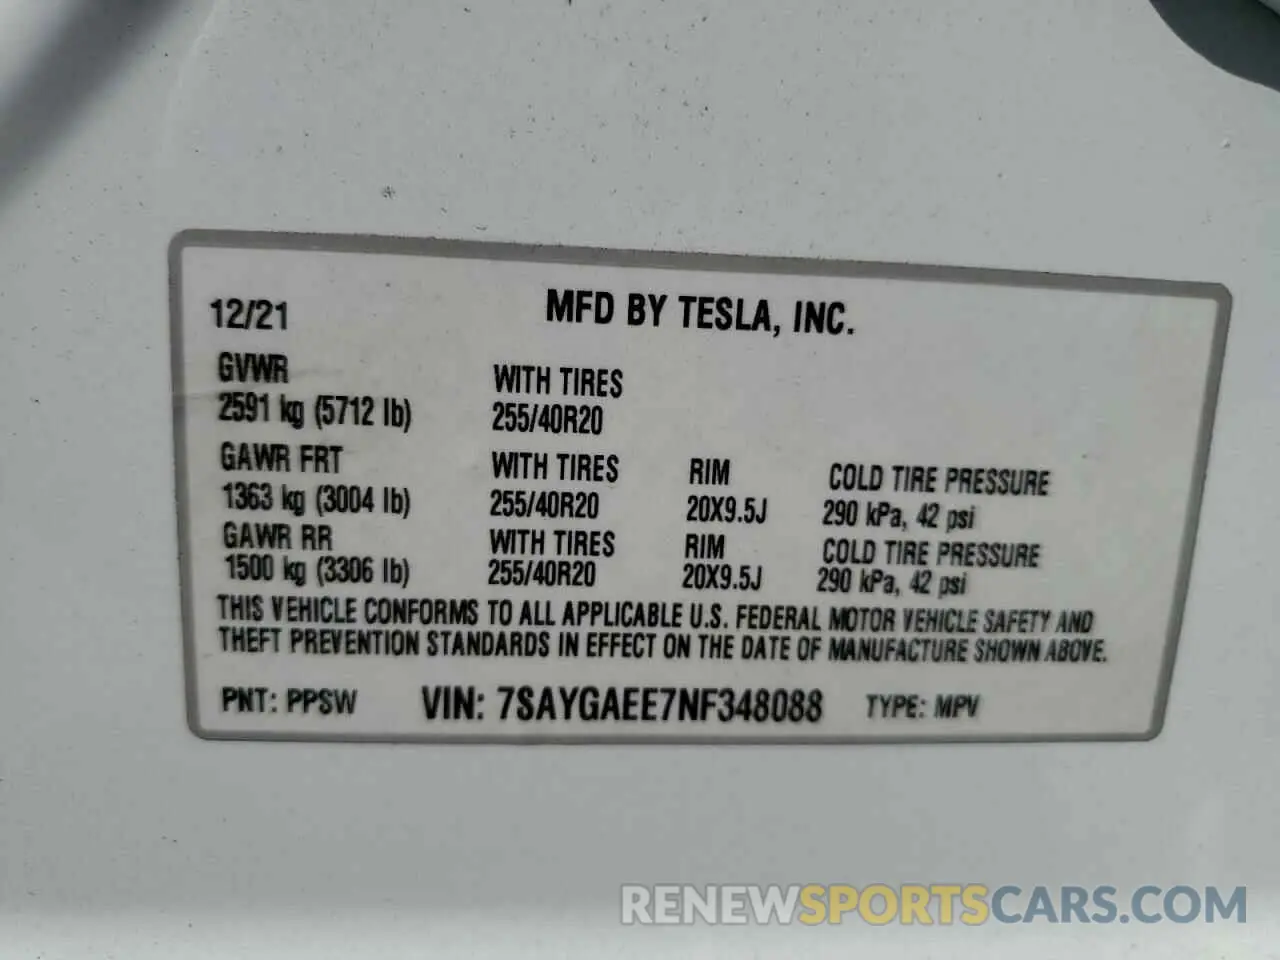 12/21 MFD BY TESLA, INC.
GVWR WITH TIRES
2591 kg (5712 lb) 255/40R20
GAWR FRT WITH TIRES RIM COLD TIRE PRESSURE
1363 kg (3004 lb) 255/40R20 20X9.5J 290 kPa, 42 psi
GAWR RR WITH TIRES RIM COLD TIRE PRESSURE
1500 kg (3306 lb) 255/40R20 20X9.5J 290 kPa, 42 psi
THIS VEHICLE CONFORMS TO ALL APPLICABLE U.S. FEDERAL MOTOR VEHICLE SAFETY AND
THEFT PREVENTION STANDARDS IN EFFECT ON THE DATE OF MANUFACTURE SHOWN ABOVE.
PNT: PPSW VIN: 7SAYGAEE7NF348088 TYPE: MPV
RENEWSPORTSCARS.COM